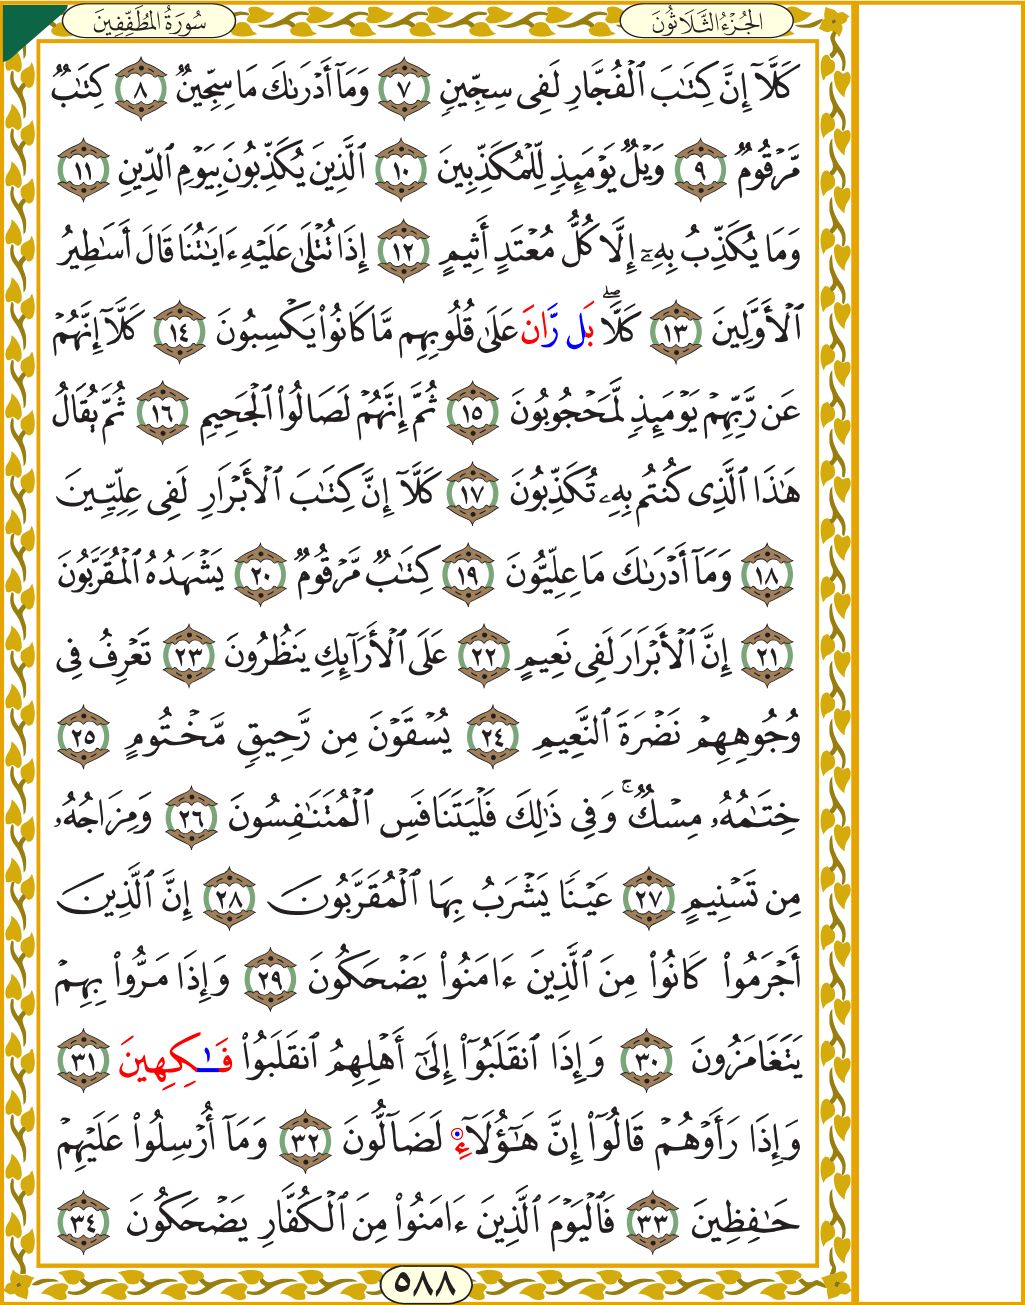 الجُزْءُ الثَّلَاثُونَ
سُورَةُ المُطَفِّفِينَ
كَلَّآ إِنَّ كِتَٰبَ ٱلْفُجَّارِ لَفِى سِجِّينٍ ٧ وَمَآ أَدْرَىٰكَ مَا سِجِّينٌ ٨ كِتَٰبٌ
مَّرْقُومٌ ٩ وَيْلٌ يَوْمَئِذٍ لِّلْمُكَذِّبِينَ ١٠ ٱلَّذِينَ يُكَذِّبُونَ بِيَوْمِ ٱلدِّينِ ١١
وَمَا يُكَذِّبُ بِهِۦٓ إِلَّا كُلُّ مُعْتَدٍ أَثِيمٍ ١٢ إِذَا تُتْلَىٰ عَلَيْهِ ءَايَٰتُنَا قَالَ أَسَٰطِيرُ
ٱلْأَوَّلِينَ ١٣ كَلَّاۖ بَل رَّانَ عَلَىٰ قُلُوبِهِم مَّا كَانُوا۟ يَكْسِبُونَ ١٤ كَلَّآ إِنَّهُمْ
عَن رَّبِّهِمْ يَوْمَئِذٍ لَّمَحْجُوبُونَ ١٥ ثُمَّ إِنَّهُمْ لَصَالُوا۟ ٱلْجَحِيمِ ١٦ ثُمَّ يُقَالُ
هَٰذَا ٱلَّذِى كُنتُم بِهِۦ تُكَذِّبُونَ ١٧ كَلَّآ إِنَّ كِتَٰبَ ٱلْأَبْرَارِ لَفِى عِلِّيِّينَ
١٨ وَمَآ أَدْرَىٰكَ مَا عِلِّيُّونَ ١٩ كِتَٰبٌ مَّرْقُومٌ ٢٠ يَشْهَدُهُ ٱلْمُقَرَّبُونَ
٢١ إِنَّ ٱلْأَبْرَارَ لَفِى نَعِيمٍ ٢٢ عَلَى ٱلْأَرَآئِكِ يَنظُرُونَ ٢٣ تَعْرِفُ فِى
وُجُوهِهِمْ نَضْرَةَ ٱلنَّعِيمِ ٢٤ يُسْقَوْنَ مِن رَّحِيقٍ مَّخْتُومٍ ٢٥
خِتَٰمُهُۥ مِسْكٌۚ وَفِى ذَٰلِكَ فَلْيَتَنَافَسِ ٱلْمُتَنَٰفِسُونَ ٢٦ وَمِزَاجُهُۥ
مِن تَسْنِيمٍ ٢٧ عَيْنًا يَشْرَبُ بِهَا ٱلْمُقَرَّبُونَ ٢٨ إِنَّ ٱلَّذِينَ
أَجْرَمُوا۟ كَانُوا۟ مِنَ ٱلَّذِينَ ءَامَنُوا۟ يَضْحَكُونَ ٢٩ وَإِذَا مَرُّوا۟ بِهِمْ
يَتَغَامَزُونَ ٣٠ وَإِذَا ٱنقَلَبُوٓا۟ إِلَىٰٓ أَهْلِهِمُ ٱنقَلَبُوا۟ فَٰكِهِينَ ٣١
وَإِذَا رَأَوْهُمْ قَالُوٓا۟ إِنَّ هَٰٓؤُلَآءِ لَضَآلُّونَ ٣٢ وَمَآ أُرْسِلُوا۟ عَلَيْهِمْ
حَٰفِظِينَ ٣٣ فَٱلْيَوْمَ ٱلَّذِينَ ءَامَنُوا۟ مِنَ ٱلْكُفَّارِ يَضْحَكُونَ ٣٤
٥٨٨